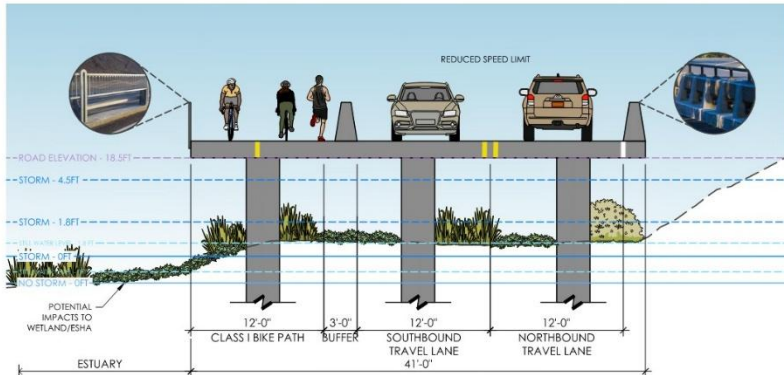 REDUCED SPEED LIMIT
ROAD ELEVATION - 18.5FT
STORM - 4.5FT
STORM - 1.8FT
STORM - 0FT
NO STORM - 0FT
POTENTIAL
IMPACTS TO
WETLAND/ESHA
12'-0"
CLASS I BIKE PATH
3'-0"
BUFFER
12'-0"
SOUTHBOUND
TRAVEL LANE
12'-0"
NORTHBOUND
TRAVEL LANE
ESTUARY
41'-0"